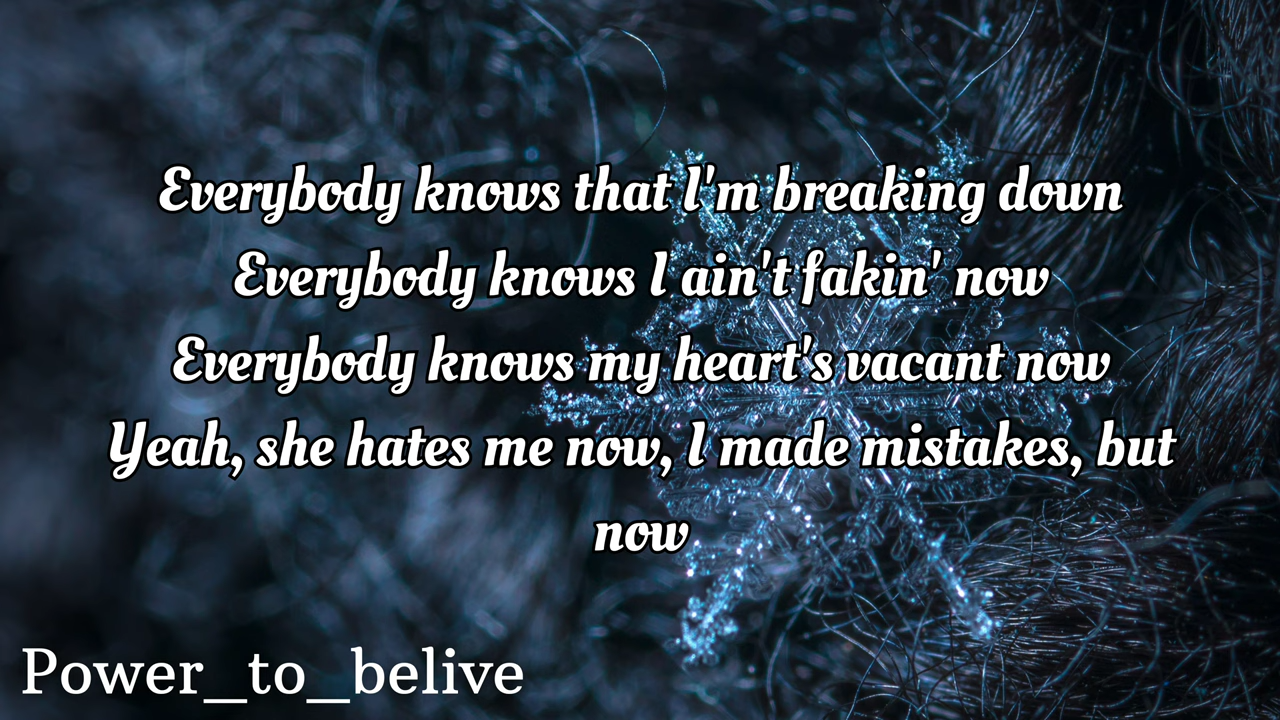 Everybody knows that I'm breaking down
Everybody knows I ain't fakin' now
Everybody knows my heart's vacant now
Yeah, she hates me now, I made mistakes, but
now
Power_to_belive